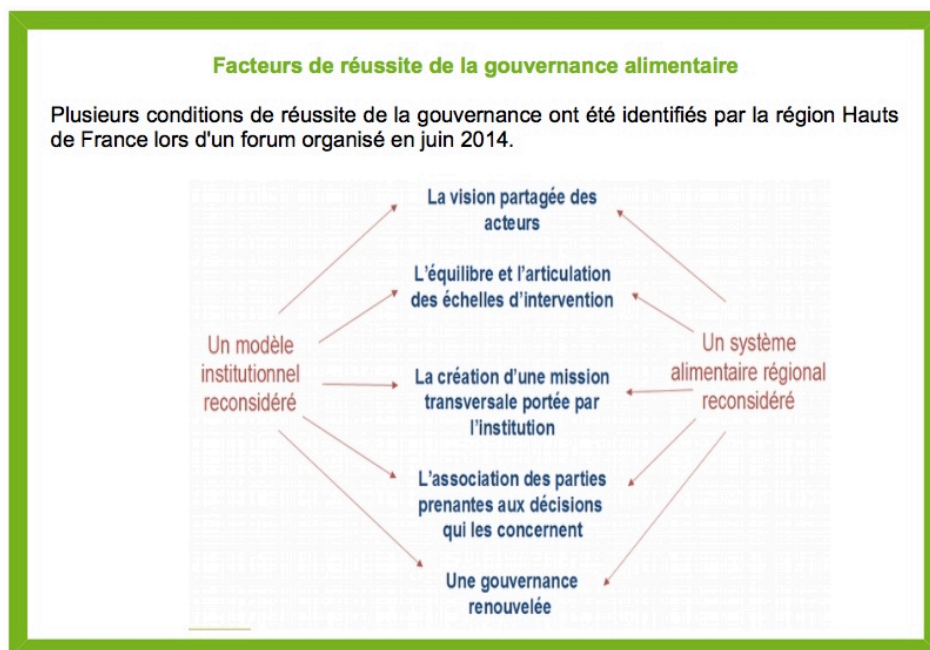 Facteurs de réussite de la gouvernance alimentaire
Plusieurs conditions de réussite de la gouvernance ont été identifiés par la région Hauts
de France lors d'un forum organisé en juin 2014.
La vision partagée des
acteurs
L'équilibre et l'articulation
des échelles d'intervention
Un modèle
institutionnel
reconsidéré
Un système
alimentaire régional
reconsidéré
La création d'une mission
transversale portée par
l'institution
L'association des parties
prenantes aux décisions
qui les concernent
Une gouvernance
renouvelée